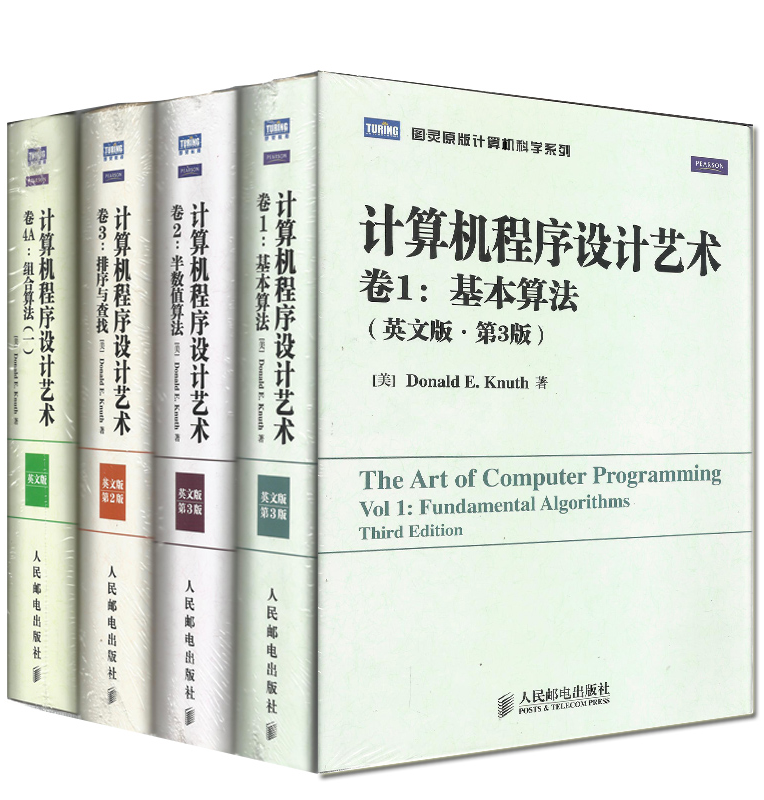 TURING
图灵原版计算机科学系列
PEARSON
计算机程序设计艺术
卷1：基本算法
（英文版·第3版）
[美] Donald E. Knuth 著
The Art of Computer Programming
Vol 1: Fundamental Algorithms
Third Edition
人民邮电出版社
POSTS & TELECOM PRESS
TURING
PEARSON
计算机程序设计艺术
卷4A：组合算法（一）
[美] Donald E. Knuth 著
英文版
人民邮电出版社
TURING
PEARSON
计算机程序设计艺术
卷3：排序与查找
[美] Donald E. Knuth 著
英文版
第2版
人民邮电出版社
TURING
PEARSON
计算机程序设计艺术
卷2：半数值算法
[美] Donald E. Knuth 著
英文版
第3版
人民邮电出版社
TURING
PEARSON
计算机程序设计艺术
卷1：基本算法
[美] Donald E. Knuth 著
英文版
第3版
人民邮电出版社